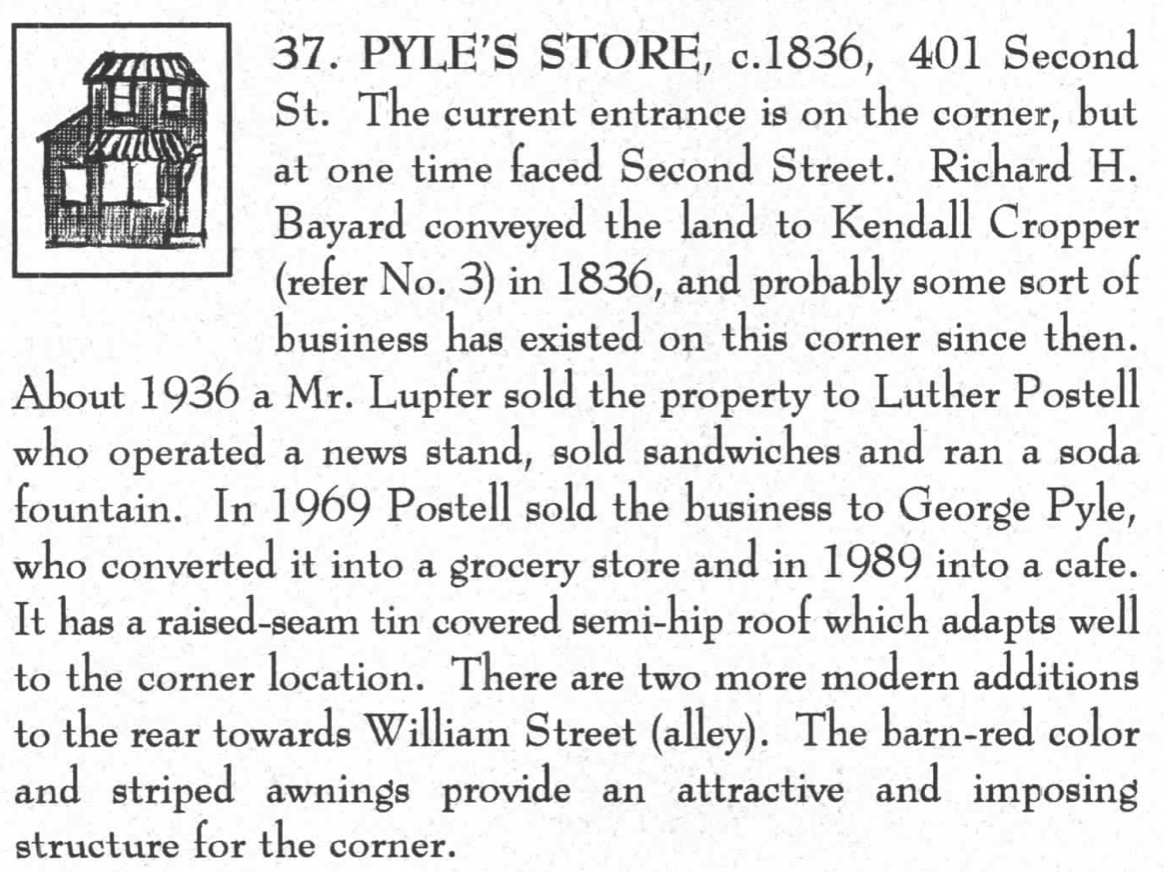 37. PYLE'S STORE, c.1836, 401 Second
St. The current entrance is on the corner, but
at one time faced Second Street. Richard H.
Bayard conveyed the land to Kendall Cropper
(refer No. 3) in 1836, and probably some sort of
business has existed on this corner since then.
About 1936 a Mr. Lupfer sold the property to Luther Postell
who operated a news stand, sold sandwiches and ran a soda
fountain. In 1969 Postell sold the business to George Pyle,
who converted it into a grocery store and in 1989 into a cafe.
It has a raised-seam tin covered semi-hip roof which adapts well
to the corner location. There are two more modern additions
to the rear towards William Street (alley). The barn-red color
and striped awnings provide an attractive and imposing
structure for the corner.